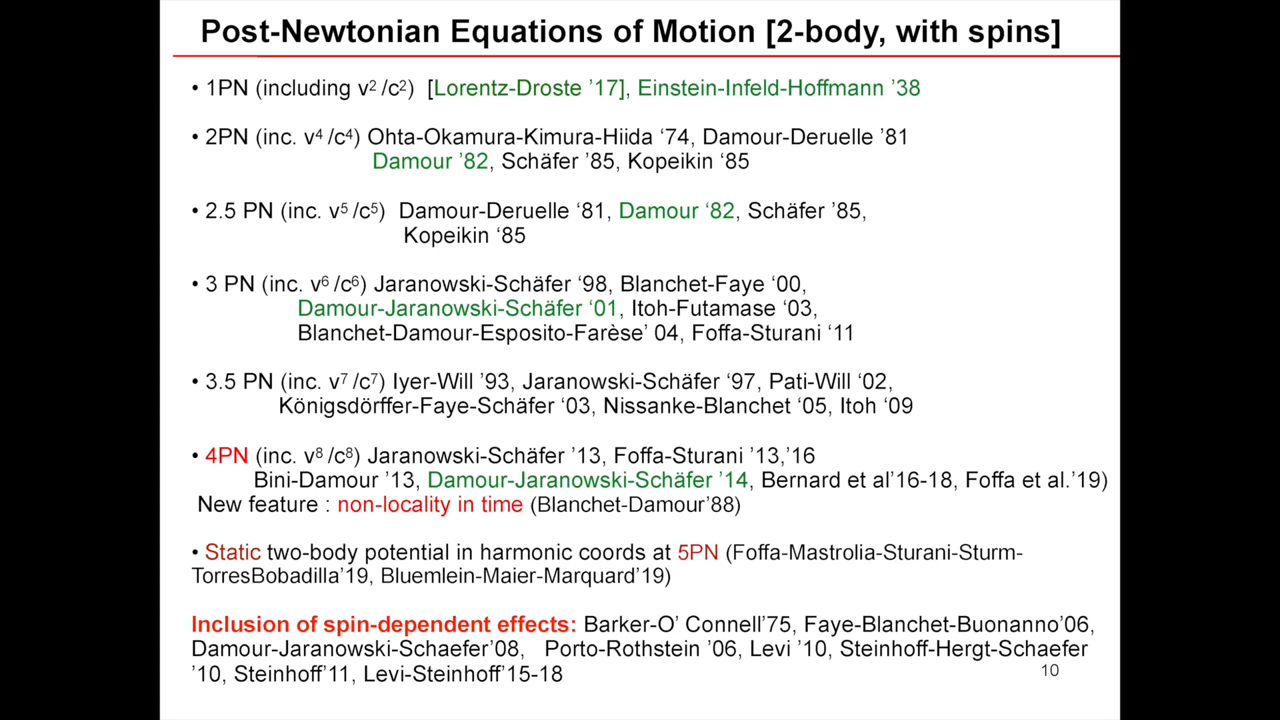 Post-Newtonian Equations of Motion [2-body, with spins]
• 1PN (including v² /c²) [Lorentz-Droste ’17], Einstein-Infeld-Hoffmann ’38
• 2PN (inc. v⁴ /c⁴) Ohta-Okamura-Kimura-Hiida ‘74, Damour-Deruelle ’81
Damour ’82, Schäfer ’85, Kopeikin ‘85
• 2.5 PN (inc. v⁵ /c⁵) Damour-Deruelle ‘81, Damour ‘82, Schäfer ’85,
Kopeikin ‘85
• 3 PN (inc. v⁶ /c⁶) Jaranowski-Schäfer ‘98, Blanchet-Faye ‘00,
Damour-Jaranowski-Schäfer ‘01, Itoh-Futamase ‘03,
Blanchet-Damour-Esposito-Farèse’ 04, Foffa-Sturani ‘11
• 3.5 PN (inc. v⁷ /c⁷) Iyer-Will ’93, Jaranowski-Schäfer ‘97, Pati-Will ‘02,
Königsdörffer-Faye-Schäfer ‘03, Nissanke-Blanchet ‘05, Itoh ‘09
• 4PN (inc. v⁸ /c⁸) Jaranowski-Schäfer ’13, Foffa-Sturani ’13,’16
Bini-Damour ’13, Damour-Jaranowski-Schäfer ’14, Bernard et al’16-18, Foffa et al.’19)
New feature : non-locality in time (Blanchet-Damour’88)
• Static two-body potential in harmonic coords at 5PN (Foffa-Mastrolia-Sturani-Sturm-
TorresBobadilla’19, Bluemlein-Maier-Marquard’19)
Inclusion of spin-dependent effects: Barker-O’ Connell’75, Faye-Blanchet-Buonanno’06,
Damour-Jaranowski-Schaefer’08, Porto-Rothstein ’06, Levi ’10, Steinhoff-Hergt-Schaefer
’10, Steinhoff’11, Levi-Steinhoff’15-18
10